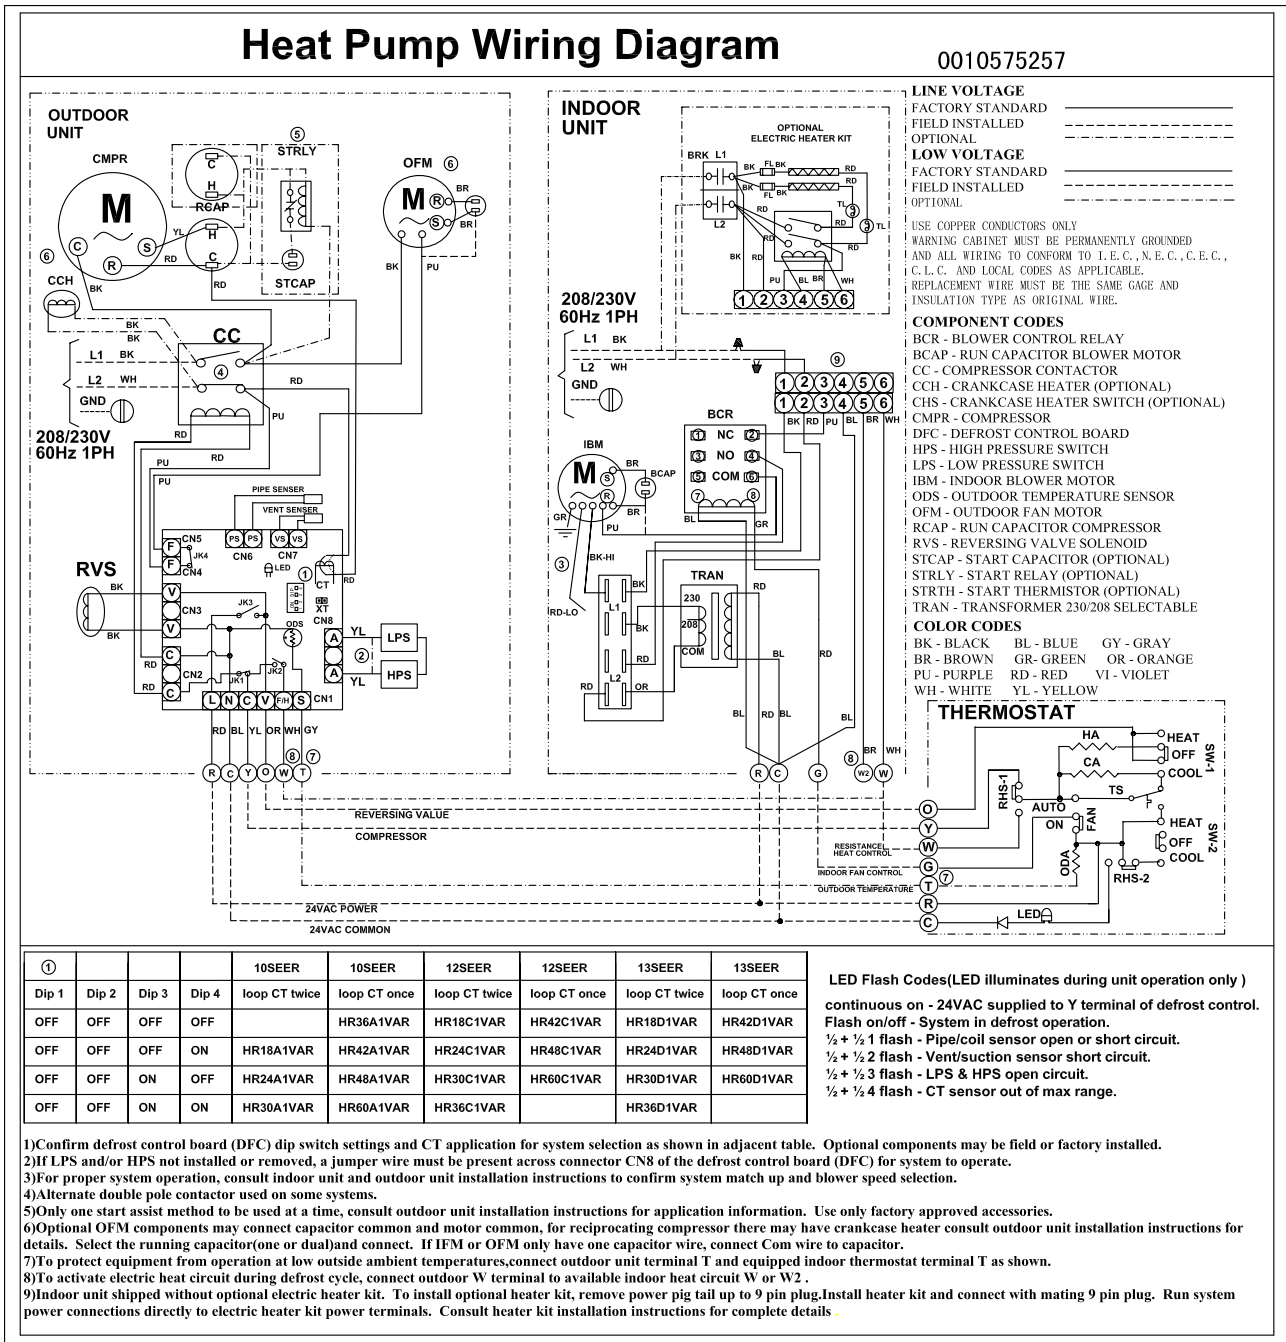 Heat Pump Wiring Diagram
0010575257
OUTDOOR
UNIT
CMPR
M
C
S
R
6
CCH
BK
YL
RD
C
H
RCAP
H
C
RD
5
STRLY
STCAP
OFM 6
M
R
S
BR
BR
BK
PU
BK
BK
CC
4
L1 BK
L2 WH
GND
208/230V
60Hz 1PH
RD
PU
RD
RD
PU
PU
PIPE SENSER
VENT SENSER
PS PS VS VS
CN6 CN7
CN5
F
JK4
F
CN4
LED
1
CT
RD
XT
CN8
RVS
BK
BK
V
CN3
V
JK3
ODS
C
CN2
C
RD
RD
JK1
JK2
A
A
YL
YL
2
LPS
HPS
L N C V F/H S CN1
RD BL YL OR WH GY
8 7
R C Y O W T
INDOOR
UNIT
OPTIONAL
ELECTRIC HEATER KIT
BRK L1
L2
BK FL BK RD
BK FL BK RD
RD
RD
TL
TL
RD
RD
BK RD PU BL BR WH
1 2 3 4 5 6
208/230V
60Hz 1PH
L1 BK
L2 WH
GND
9
1 2 3 4 5 6
1 2 3 4 5 6
BK RD PU BL BR WH
BCR
1 NC 2
3 NO 4
5 COM 6
7 8
BL GR
IBM
M
S
R
BR
BCAP
BR
PU
GR
3
BK-HI
RD-LO
BK
L1
BK
RD
L2
RD OR
TRAN
230
208
COM
RD
BL
RD
BL RD BL
BL
8
BR WH
R C G W2 W
REVERSING VALUE
COMPRESSOR
RESISTANCE
HEAT CONTROL
INDOOR FAN CONTROL
OUTDOOR TEMPERATURE
24VAC POWER
24VAC COMMON
LINE VOLTAGE
FACTORY STANDARD
FIELD INSTALLED
OPTIONAL
LOW VOLTAGE
FACTORY STANDARD
FIELD INSTALLED
OPTIONAL
USE COPPER CONDUCTORS ONLY
WARNING CABINET MUST BE PERMANENTLY GROUNDED
AND ALL WIRING TO CONFORM TO I.E.C.,N.E.C.,C.E.C.,
C.L.C. AND LOCAL CODES AS APPLICABLE.
REPLACEMENT WIRE MUST BE THE SAME GAGE AND
INSULATION TYPE AS ORIGINAL WIRE.
COMPONENT CODES
BCR - BLOWER CONTROL RELAY
BCAP - RUN CAPACITOR BLOWER MOTOR
CC - COMPRESSOR CONTACTOR
CCH - CRANKCASE HEATER (OPTIONAL)
CHS - CRANKCASE HEATER SWITCH (OPTIONAL)
CMPR - COMPRESSOR
DFC - DEFROST CONTROL BOARD
HPS - HIGH PRESSURE SWITCH
LPS - LOW PRESSURE SWITCH
IBM - INDOOR BLOWER MOTOR
ODS - OUTDOOR TEMPERATURE SENSOR
OFM - OUTDOOR FAN MOTOR
RCAP - RUN CAPACITOR COMPRESSOR
RVS - REVERSING VALVE SOLENOID
STCAP - START CAPACITOR (OPTIONAL)
STRLY - START RELAY (OPTIONAL)
STRTH - START THERMISTOR (OPTIONAL)
TRAN - TRANSFORMER 230/208 SELECTABLE
COLOR CODES
BK - BLACK BL - BLUE GY - GRAY
BR - BROWN GR- GREEN OR - ORANGE
PU - PURPLE RD - RED VI - VIOLET
WH - WHITE YL - YELLOW
THERMOSTAT
HA
CA
HEAT
OFF
COOL
SW-1
RHS-1
TS
AUTO
ON
FAN
ODA
HEAT
OFF
COOL
SW-2
RHS-2
LED
O
Y
W
G
T 7
R
C
1 10SEER 10SEER 12SEER 12SEER 13SEER 13SEER
Dip 1 Dip 2 Dip 3 Dip 4 loop CT twice loop CT once loop CT twice loop CT once loop CT twice loop CT once
OFF OFF OFF OFF HR36A1VAR HR18C1VAR HR42C1VAR HR18D1VAR HR42D1VAR
OFF OFF OFF ON HR18A1VAR HR42A1VAR HR24C1VAR HR48C1VAR HR24D1VAR HR48D1VAR
OFF OFF ON OFF HR24A1VAR HR48A1VAR HR30C1VAR HR60C1VAR HR30D1VAR HR60D1VAR
OFF OFF ON ON HR30A1VAR HR60A1VAR HR36C1VAR HR36D1VAR
LED Flash Codes(LED illuminates during unit operation only )
continuous on - 24VAC supplied to Y terminal of defrost control.
Flash on/off - System in defrost operation.
½ + ½ 1 flash - Pipe/coil sensor open or short circuit.
½ + ½ 2 flash - Vent/suction sensor short circuit.
½ + ½ 3 flash - LPS & HPS open circuit.
½ + ½ 4 flash - CT sensor out of max range.
1)Confirm defrost control board (DFC) dip switch settings and CT application for system selection as shown in adjacent table. Optional components may be field or factory installed.
2)If LPS and/or HPS not installed or removed, a jumper wire must be present across connector CN8 of the defrost control board (DFC) for system to operate.
3)For proper system operation, consult indoor unit and outdoor unit installation instructions to confirm system match up and blower speed selection.
4)Alternate double pole contactor used on some systems.
5)Only one start assist method to be used at a time, consult outdoor unit installation instructions for application information. Use only factory approved accessories.
6)Optional OFM components may connect capacitor common and motor common, for reciprocating compressor there may have crankcase heater consult outdoor unit installation instructions for
details. Select the running capacitor(one or dual)and connect. If IFM or OFM only have one capacitor wire, connect Com wire to capacitor.
7)To protect equipment from operation at low outside ambient temperatures,connect outdoor unit terminal T and equipped indoor thermostat terminal T as shown.
8)To activate electric heat circuit during defrost cycle, connect outdoor W terminal to available indoor heat circuit W or W2 .
9)Indoor unit shipped without optional electric heater kit. To install optional heater kit, remove power pig tail up to 9 pin plug.Install heater kit and connect with mating 9 pin plug. Run system
power connections directly to electric heater kit power terminals. Consult heater kit installation instructions for complete details .